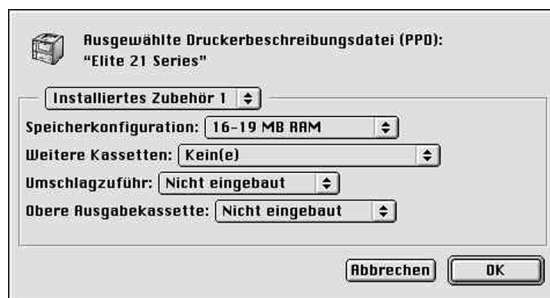 Ausgewählte Druckerbeschreibungsdatei (PPD):
“Elite 21 Series”
Installiertes Zubehör 1
Speicherkonfiguration: 16-19 MB RAM
Weitere Kassetten: Kein(e)
Umschlagzuführ: Nicht eingebaut
Obere Ausgabekassette: Nicht eingebaut
Abbrechen OK